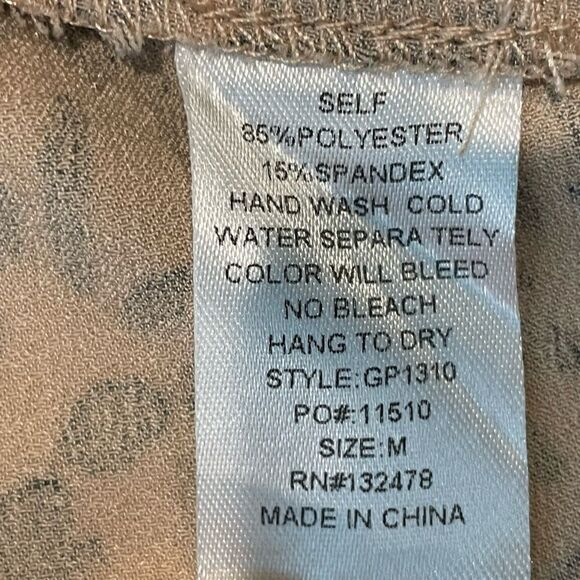 SELF
85%POLYESTER
15%SPANDEX
HAND WASH COLD
WATER SEPARA TELY
COLOR WILL BLEED
NO BLEACH
HANG TO DRY
STYLE:GP1310
PO#:11510
SIZE:M
RN#132478
MADE IN CHINA